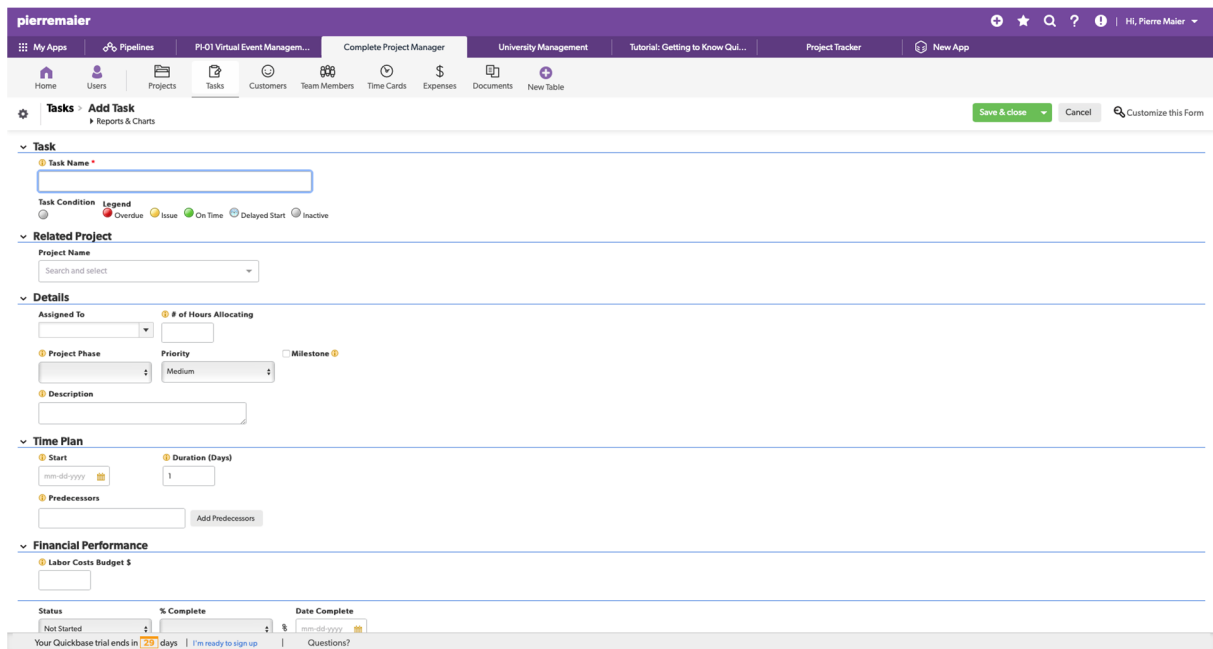 pierremaier
Hi, Pierre Maier
My Apps
Pipelines
PI-01 Virtual Event Managem...
Complete Project Manager
University Management
Tutorial: Getting to Know Qui...
Project Tracker
New App
Home
Users
Projects
Tasks
Customers
Team Members
Time Cards
Expenses
Documents
New Table
Tasks > Add Task
Reports & Charts
Save & close
Cancel
Customize this Form
Task
Task Name *
Task Condition
Legend
Overdue
Issue
On Time
Delayed Start
Inactive
Related Project
Project Name
Search and select
Details
Assigned To
# of Hours Allocating
Project Phase
Priority
Milestone
Medium
Description
Time Plan
Start
Duration (Days)
mm-dd-yyyy
1
Predecessors
Add Predecessors
Financial Performance
Labor Costs Budget $
Status
% Complete
Date Complete
Not Started
%
mm-dd-yyyy
Your Quickbase trial ends in 29 days | I'm ready to sign up | Questions?